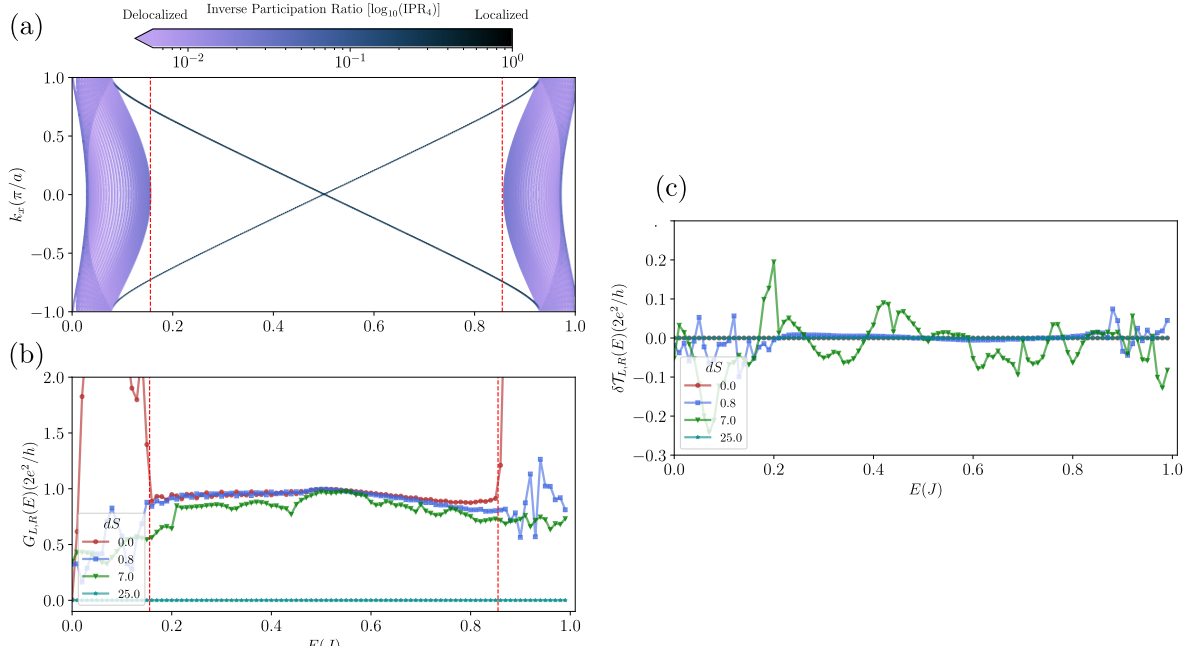 (a)
Delocalized
Inverse Participation Ratio [log₁₀(IPR₄)]
Localized
10⁻²
10⁻¹
10⁰
k_x(π/a)
1.0
0.5
0.0
−0.5
−1.0
0.0 0.2 0.4 0.6 0.8 1.0
(b)
G_{L,R}(E)(2e²/h)
2.0
1.5
1.0
0.5
0.0
dS
0.0
0.8
7.0
25.0
0.0 0.2 0.4 0.6 0.8 1.0
E(J)
(c)
δT_{L,R}(E)(2e²/h)
0.2
0.1
0.0
−0.1
−0.2
−0.3
dS
0.0
0.8
7.0
25.0
0.0 0.2 0.4 0.6 0.8 1.0
E(J)